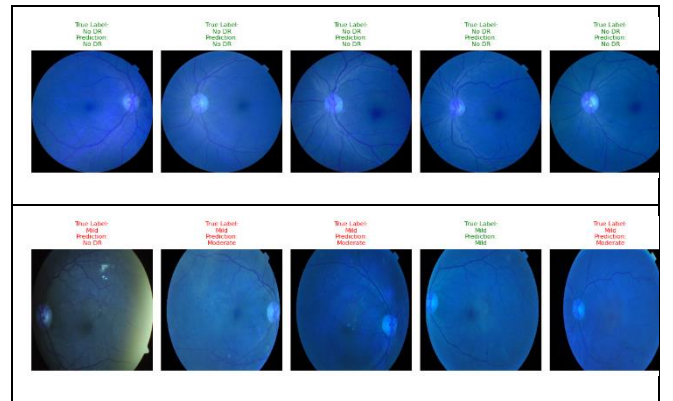 True Label:
No DR
Prediction:
No DR
True Label:
No DR
Prediction:
No DR
True Label:
No DR
Prediction:
No DR
True Label:
No DR
Prediction:
No DR
True Label:
No DR
Prediction:
No DR
True Label:
Mild
Prediction:
No DR
True Label:
Mild
Prediction:
Moderate
True Label:
Mild
Prediction:
Moderate
True Label:
Mild
Prediction:
Mild
True Label:
Mild
Prediction:
Moderate